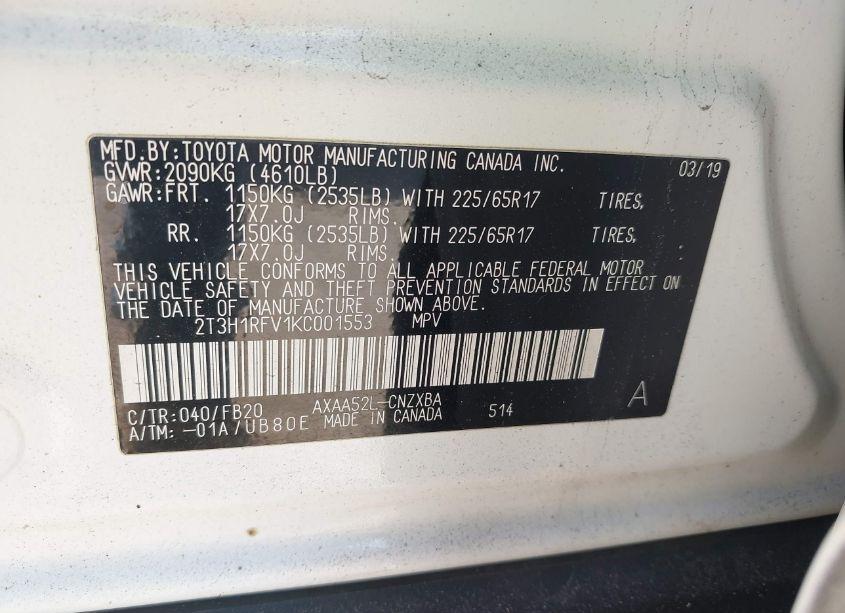 MFD.BY:TOYOTA MOTOR MANUFACTURING CANADA INC. 03/19
GVWR:2090KG (4610LB)
GAWR:FRT. 1150KG (2535LB) WITH 225/65R17 TIRES,
17X7.0J RIMS.
RR. 1150KG (2535LB) WITH 225/65R17 TIRES,
17X7.0J RIMS.
THIS VEHICLE CONFORMS TO ALL APPLICABLE FEDERAL MOTOR
VEHICLE SAFETY AND THEFT PREVENTION STANDARDS IN EFFECT ON
THE DATE OF MANUFACTURE SHOWN ABOVE.
2T3H1RFV1KC001553 MPV
C/TR:040/FB20 AXAA52L-CNZXBA 514 A
A/TM: -01A/UB80E MADE IN CANADA